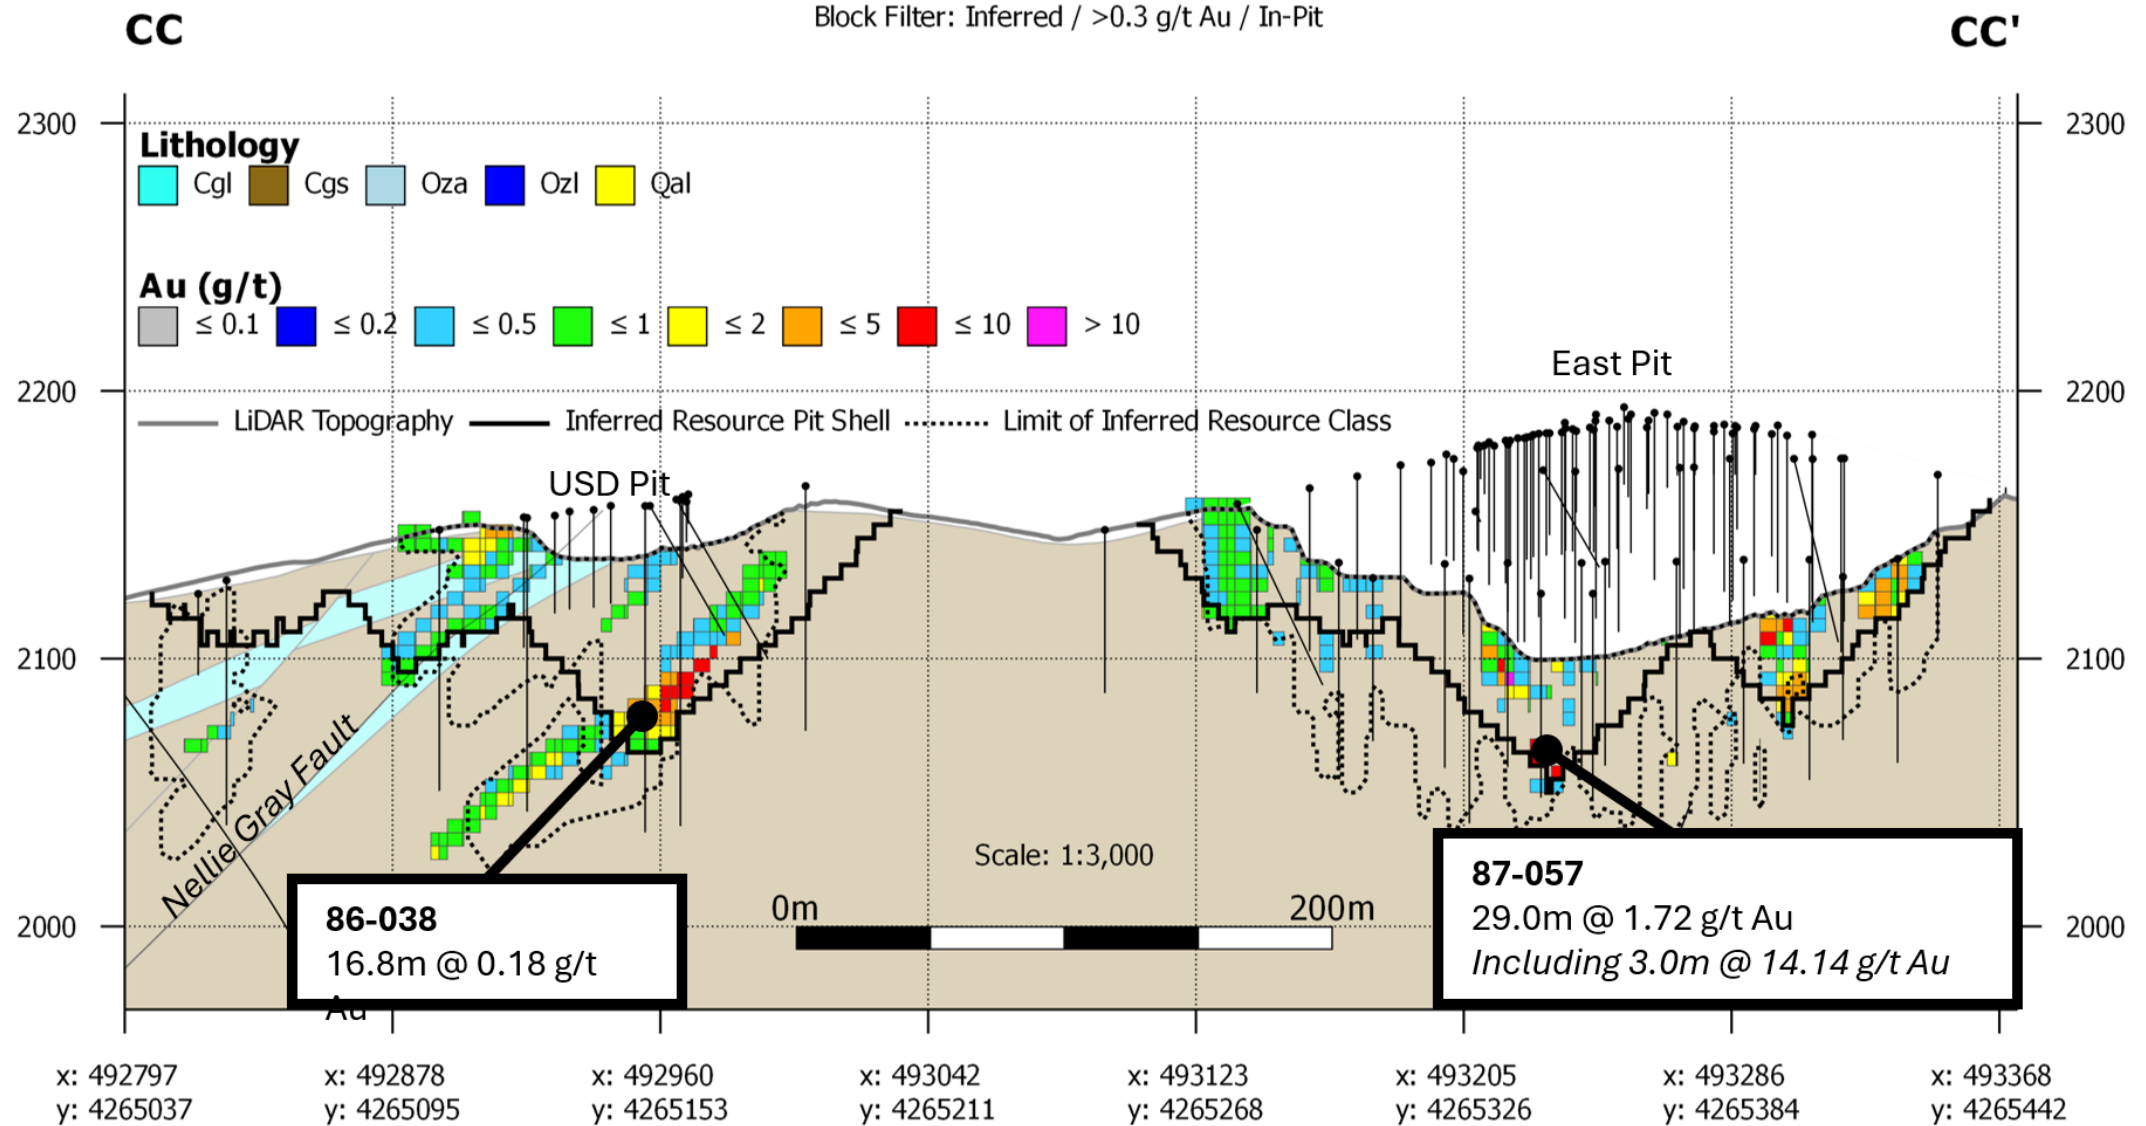 Block Filter: Inferred / >0.3 g/t Au / In-Pit
CC
CC'
2300
2300
Lithology
Cgl Cgs Oza Ozl Qal
Au (g/t)
≤ 0.1 ≤ 0.2 ≤ 0.5 ≤ 1 ≤ 2 ≤ 5 ≤ 10 > 10
East Pit
2200
2200
LiDAR Topography Inferred Resource Pit Shell Limit of Inferred Resource Class
USD Pit
2100
2100
Nellie Gray Fault
Scale: 1:3,000
0m 200m
86-038
16.8m @ 0.18 g/t
Au
87-057
29.0m @ 1.72 g/t Au
Including 3.0m @ 14.14 g/t Au
2000
2000
x: 492797 x: 492878 x: 492960 x: 493042 x: 493123 x: 493205 x: 493286 x: 493368
y: 4265037 y: 4265095 y: 4265153 y: 4265211 y: 4265268 y: 4265326 y: 4265384 y: 4265442